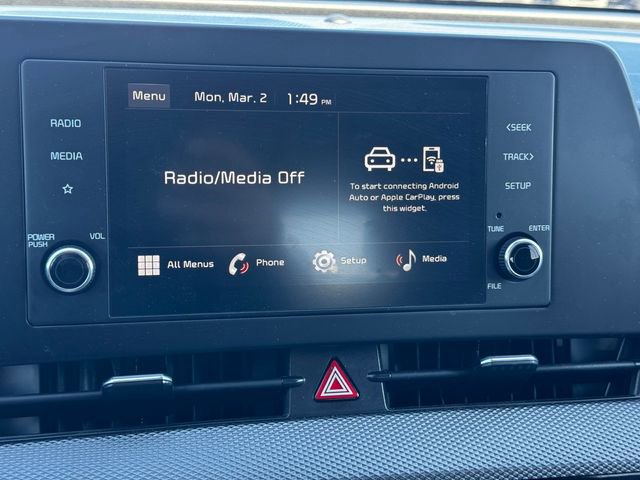 Menu Mon, Mar. 2 1:49 PM
RADIO
MEDIA
Radio/Media Off
To start connecting Android
Auto or Apple CarPlay, press
this widget.
<SEEK
TRACK>
SETUP
POWER
PUSH
VOL
TUNE
ENTER
FILE
All Menus
Phone
Setup
Media